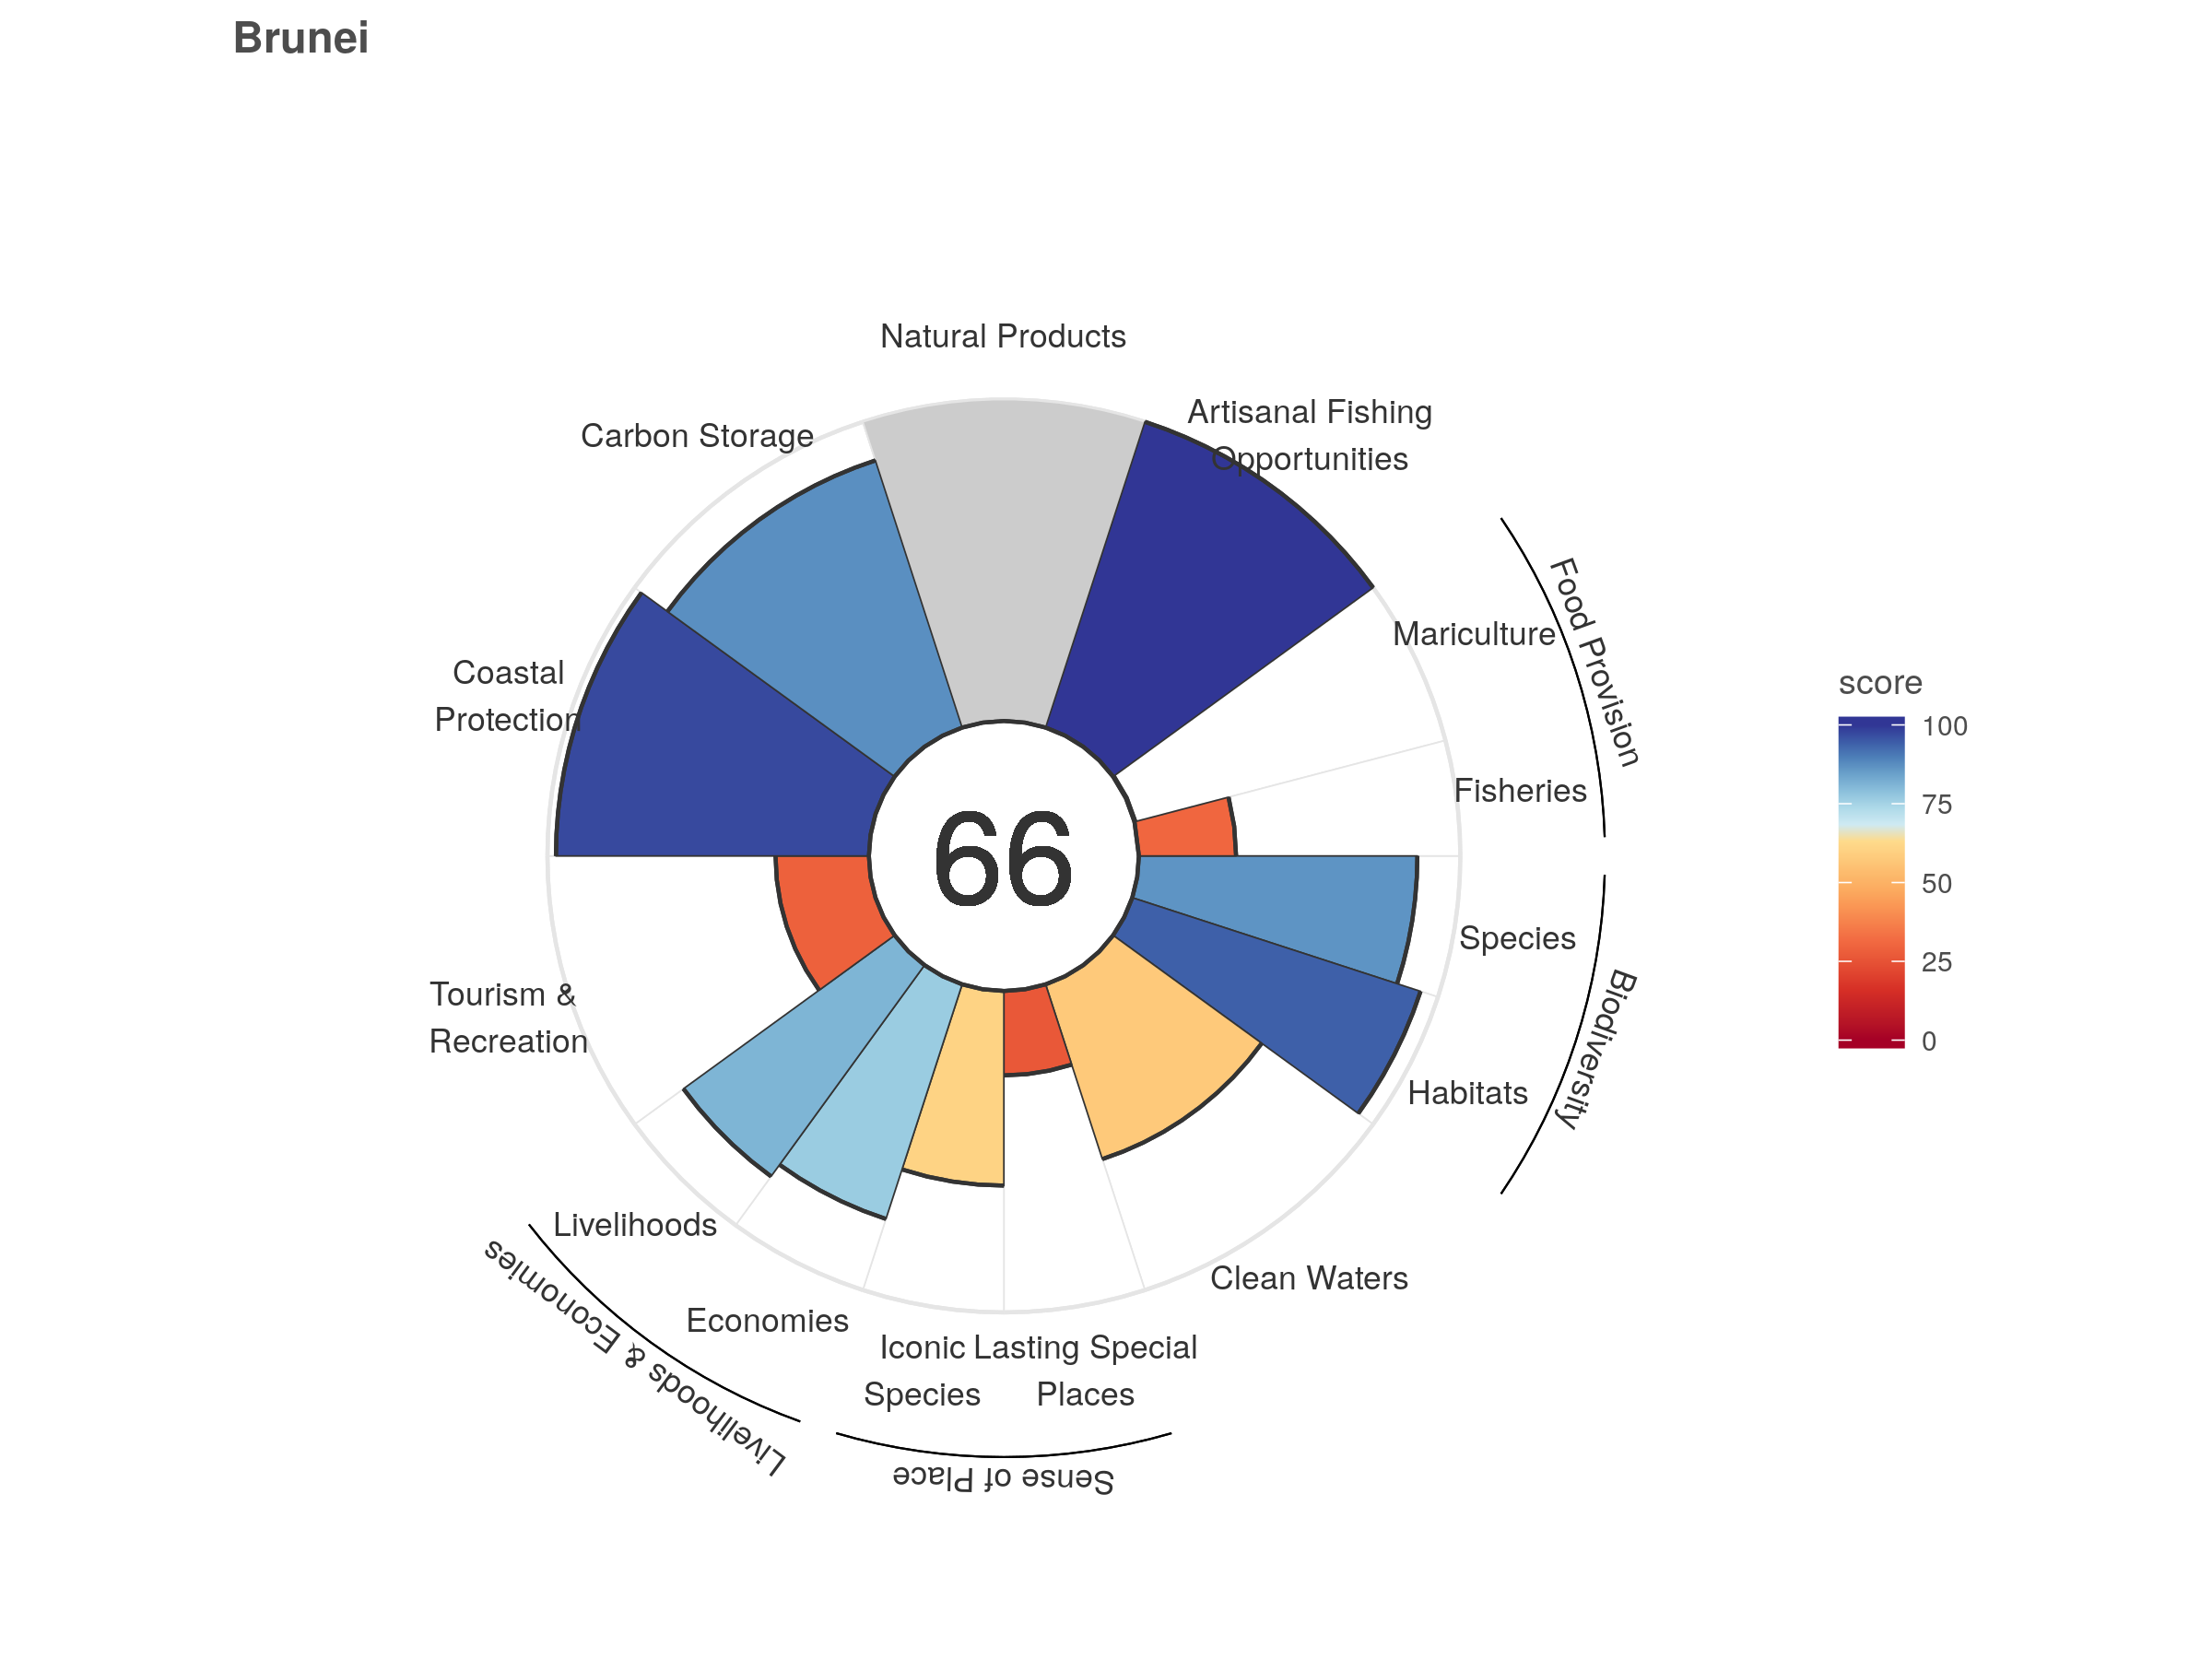 Brunei
Natural Products
Artisanal Fishing
Opportunities
Carbon Storage
Mariculture
Food Provision
Coastal
Protection
Fisheries
66
Species
Biodiversity
Habitats
Tourism &
Recreation
Livelihoods
Livelihoods & Economies
Clean Waters
Economies
Iconic
Species
Lasting Special
Places
Sense of Place
score
100
75
50
25
0